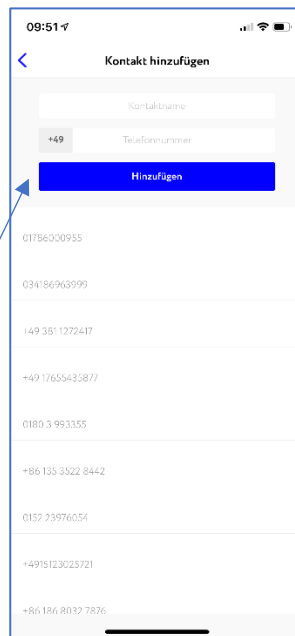 09:51
Kontakt hinzufügen
Kontaktname
+49 Telefonnummer
Hinzufügen
01786000955
034186963999
+49 3811272417
+49 17655435877
0180 3 993355
+86 135 3522 8442
0152 23976054
+4915123025721
+86 186 8032 7876